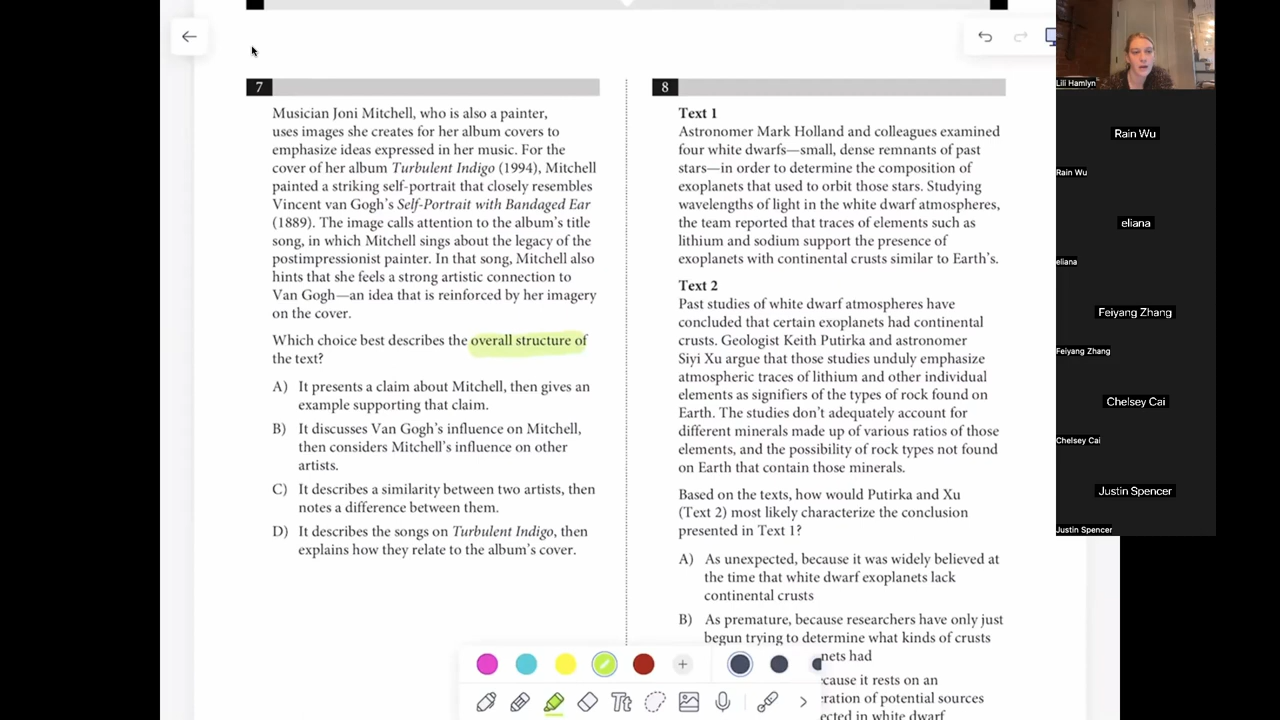 7
Musician Joni Mitchell, who is also a painter,
uses images she creates for her album covers to
emphasize ideas expressed in her music. For the
cover of her album Turbulent Indigo (1994), Mitchell
painted a striking self-portrait that closely resembles
Vincent van Gogh's Self-Portrait with Bandaged Ear
(1889). The image calls attention to the album's title
song, in which Mitchell sings about the legacy of the
postimpressionist painter. In that song, Mitchell also
hints that she feels a strong artistic connection to
Van Gogh—an idea that is reinforced by her imagery
on the cover.
Which choice best describes the overall structure of
the text?
A) It presents a claim about Mitchell, then gives an
example supporting that claim.
B) It discusses Van Gogh's influence on Mitchell,
then considers Mitchell's influence on other
artists.
C) It describes a similarity between two artists, then
notes a difference between them.
D) It describes the songs on Turbulent Indigo, then
explains how they relate to the album's cover.
8
Text 1
Astronomer Mark Holland and colleagues examined
four white dwarfs—small, dense remnants of past
stars—in order to determine the composition of
exoplanets that used to orbit those stars. Studying
wavelengths of light in the white dwarf atmospheres,
the team reported that traces of elements such as
lithium and sodium support the presence of
exoplanets with continental crusts similar to Earth's.
Text 2
Past studies of white dwarf atmospheres have
concluded that certain exoplanets had continental
crusts. Geologist Keith Putirka and astronomer
Siyi Xu argue that those studies unduly emphasize
atmospheric traces of lithium and other individual
elements as signifiers of the types of rock found on
Earth. The studies don't adequately account for
different minerals made up of various ratios of those
elements, and the possibility of rock types not found
on Earth that contain those minerals.
Based on the texts, how would Putirka and Xu
(Text 2) most likely characterize the conclusion
presented in Text 1?
A) As unexpected, because it was widely believed at
the time that white dwarf exoplanets lack
continental crusts
B) As premature, because researchers have only just
begun trying to determine what kinds of crusts
nets had
cause it rests on an
eration of potential sources
ected in white dwarf
Tt
Lili Hamlyn
Rain Wu
Rain Wu
eliana
eliana
Feiyang Zhang
Feiyang Zhang
Chelsey Cai
Chelsey Cai
Justin Spencer
Justin Spencer